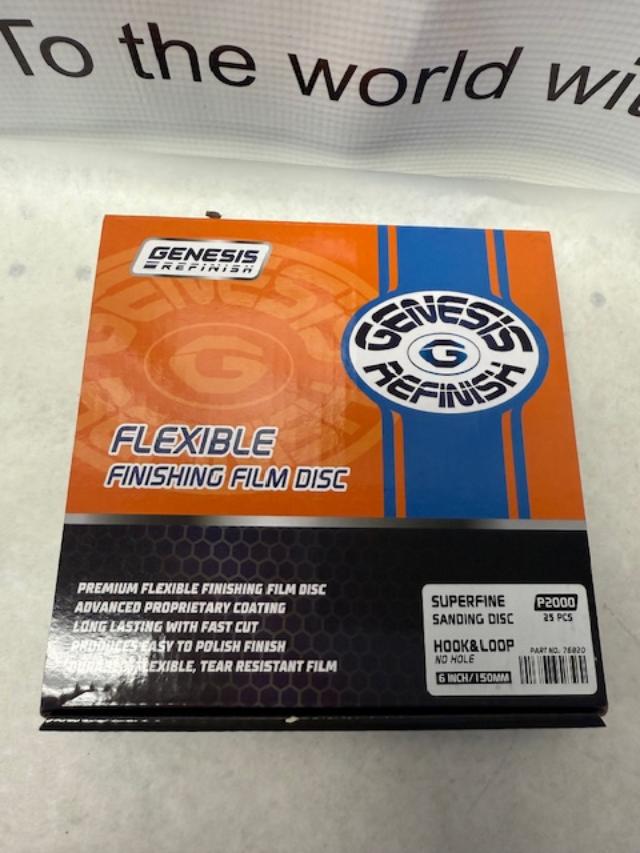 To the world wi
GENESIS
REFINISH
GENESIS
G
REFINISH
FLEXIBLE
FINISHING FILM DISC
PREMIUM FLEXIBLE FINISHING FILM DISC
ADVANCED PROPRIETARY COATING
LONG LASTING WITH FAST CUT
PRODUCES EASY TO POLISH FINISH
FLEXIBLE, TEAR RESISTANT FILM
SUPERFINE P2000
SANDING DISC 25 PCS
HOOK&LOOP
NO HOLE
PART NO. 76820
6 INCH/150MM